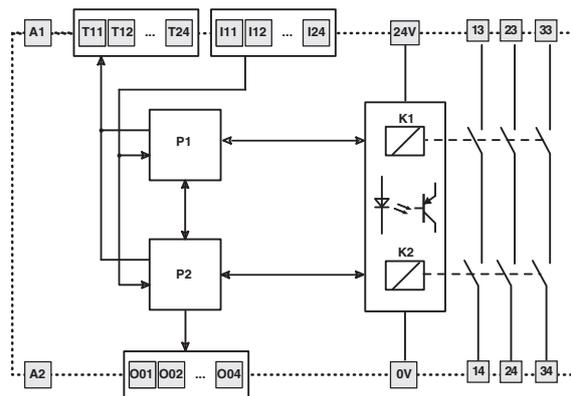 A1 T11 T12 ... T24 I11 I12 ... I24 24V 13 23 33
P1
K1
P2
K2
A2 O01 O02 ... O04 0V 14 24 34